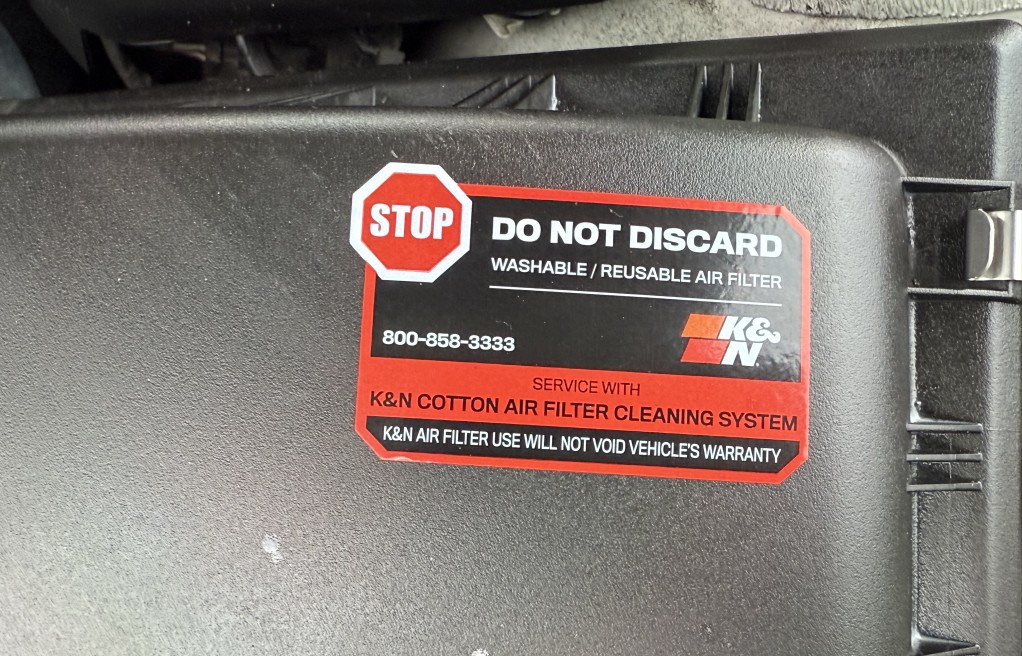 STOP
DO NOT DISCARD
WASHABLE / REUSABLE AIR FILTER
800-858-3333
K&N
SERVICE WITH
K&N COTTON AIR FILTER CLEANING SYSTEM
K&N AIR FILTER USE WILL NOT VOID VEHICLE'S WARRANTY